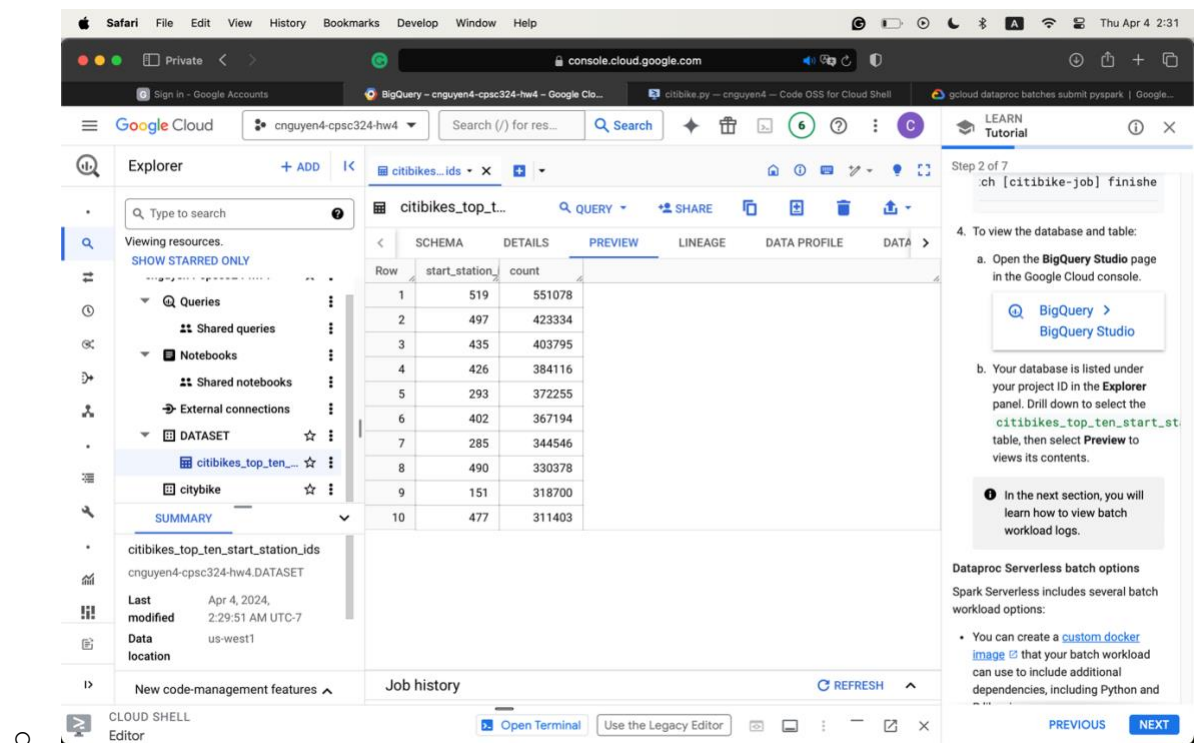 Safari File Edit View History Bookmarks Develop Window Help
A
Thu Apr 4 2:31
Private
console.cloud.google.com
G Sign in - Google Accounts
BigQuery – cnguyen4-cpsc324-hw4 – Google Clo...
citibike.py — cnguyen4 – Code OSS for Cloud Shell
gcloud dataproc batches submit pyspark | Google...
Google Cloud
cnguyen4-cpsc324-hw4
Search (/) for res...
Search
6
C
LEARN
Tutorial
Step 2 of 7
Explorer
+ ADD
Type to search
Viewing resources.
SHOW STARRED ONLY
Queries
Shared queries
Notebooks
Shared notebooks
External connections
DATASET
citibikes_top_ten_...
citybike
SUMMARY
citibikes_top_ten_start_station_ids
cnguyen4-cpsc324-hw4.DATASET
Last modified
Apr 4, 2024, 2:29:51 AM UTC-7
Data location
us-west1
New code-management features
citibikes...ids
citibikes_top_t...
QUERY
SHARE
SCHEMA DETAILS PREVIEW LINEAGE DATA PROFILE DATA
Row start_station_ count
1 519 551078
2 497 423334
3 435 403795
4 426 384116
5 293 372255
6 402 367194
7 285 344546
8 490 330378
9 151 318700
10 477 311403
Job history
REFRESH
:ch [citibike-job] finishe
4. To view the database and table:
a. Open the BigQuery Studio page
in the Google Cloud console.
BigQuery >
BigQuery Studio
b. Your database is listed under
your project ID in the Explorer
panel. Drill down to select the
citibikes_top_ten_start_st
table, then select Preview to
views its contents.
In the next section, you will
learn how to view batch
workload logs.
Dataproc Serverless batch options
Spark Serverless includes several batch
workload options:
• You can create a custom docker
image that your batch workload
can use to include additional
dependencies, including Python and
CLOUD SHELL
Editor
Open Terminal
Use the Legacy Editor
PREVIOUS
NEXT